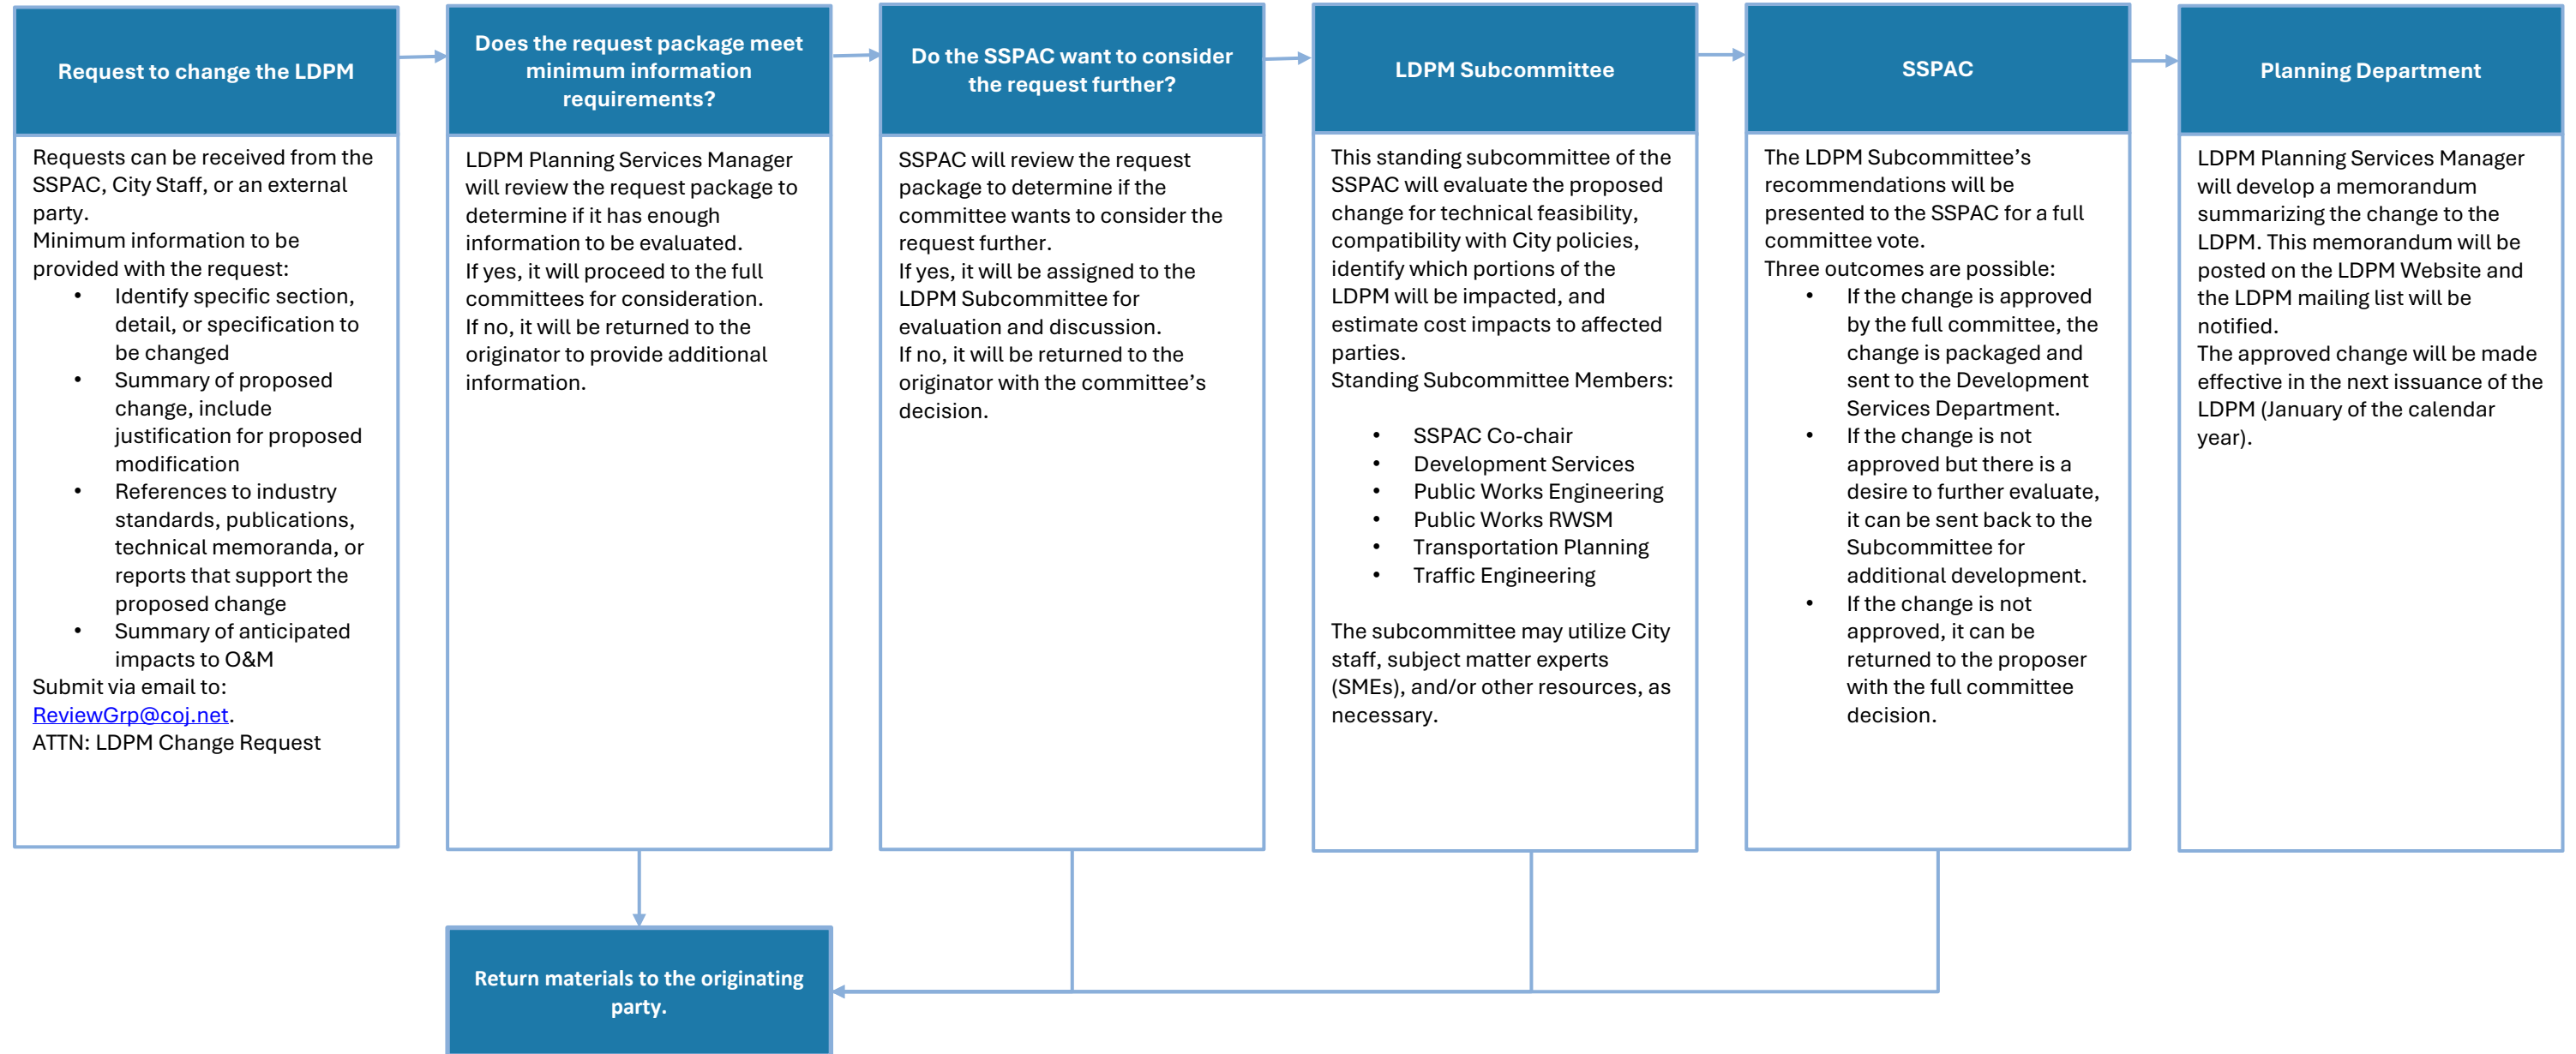 Request to change the LDPM
Requests can be received from the
SSPAC, City Staff, or an external
party.
Minimum information to be
provided with the request:
• Identify specific section,
detail, or specification to
be changed
• Summary of proposed
change, include
justification for proposed
modification
• References to industry
standards, publications,
technical memoranda, or
reports that support the
proposed change
• Summary of anticipated
impacts to O&M
Submit via email to:
ReviewGrp@coj.net.
ATTN: LDPM Change Request
Does the request package meet
minimum information
requirements?
LDPM Planning Services Manager
will review the request package to
determine if it has enough
information to be evaluated.
If yes, it will proceed to the full
committees for consideration.
If no, it will be returned to the
originator to provide additional
information.
Do the SSPAC want to consider
the request further?
SSPAC will review the request
package to determine if the
committee wants to consider the
request further.
If yes, it will be assigned to the
LDPM Subcommittee for
evaluation and discussion.
If no, it will be returned to the
originator with the committee’s
decision.
LDPM Subcommittee
This standing subcommittee of the
SSPAC will evaluate the proposed
change for technical feasibility,
compatibility with City policies,
identify which portions of the
LDPM will be impacted, and
estimate cost impacts to affected
parties.
Standing Subcommittee Members:
• SSPAC Co-chair
• Development Services
• Public Works Engineering
• Public Works RWSM
• Transportation Planning
• Traffic Engineering
The subcommittee may utilize City
staff, subject matter experts
(SMEs), and/or other resources, as
necessary.
SSPAC
The LDPM Subcommittee’s
recommendations will be
presented to the SSPAC for a full
committee vote.
Three outcomes are possible:
• If the change is approved
by the full committee, the
change is packaged and
sent to the Development
Services Department.
• If the change is not
approved but there is a
desire to further evaluate,
it can be sent back to the
Subcommittee for
additional development.
• If the change is not
approved, it can be
returned to the proposer
with the full committee
decision.
Planning Department
LDPM Planning Services Manager
will develop a memorandum
summarizing the change to the
LDPM. This memorandum will be
posted on the LDPM Website and
the LDPM mailing list will be
notified.
The approved change will be made
effective in the next issuance of the
LDPM (January of the calendar
year).
Return materials to the originating
party.